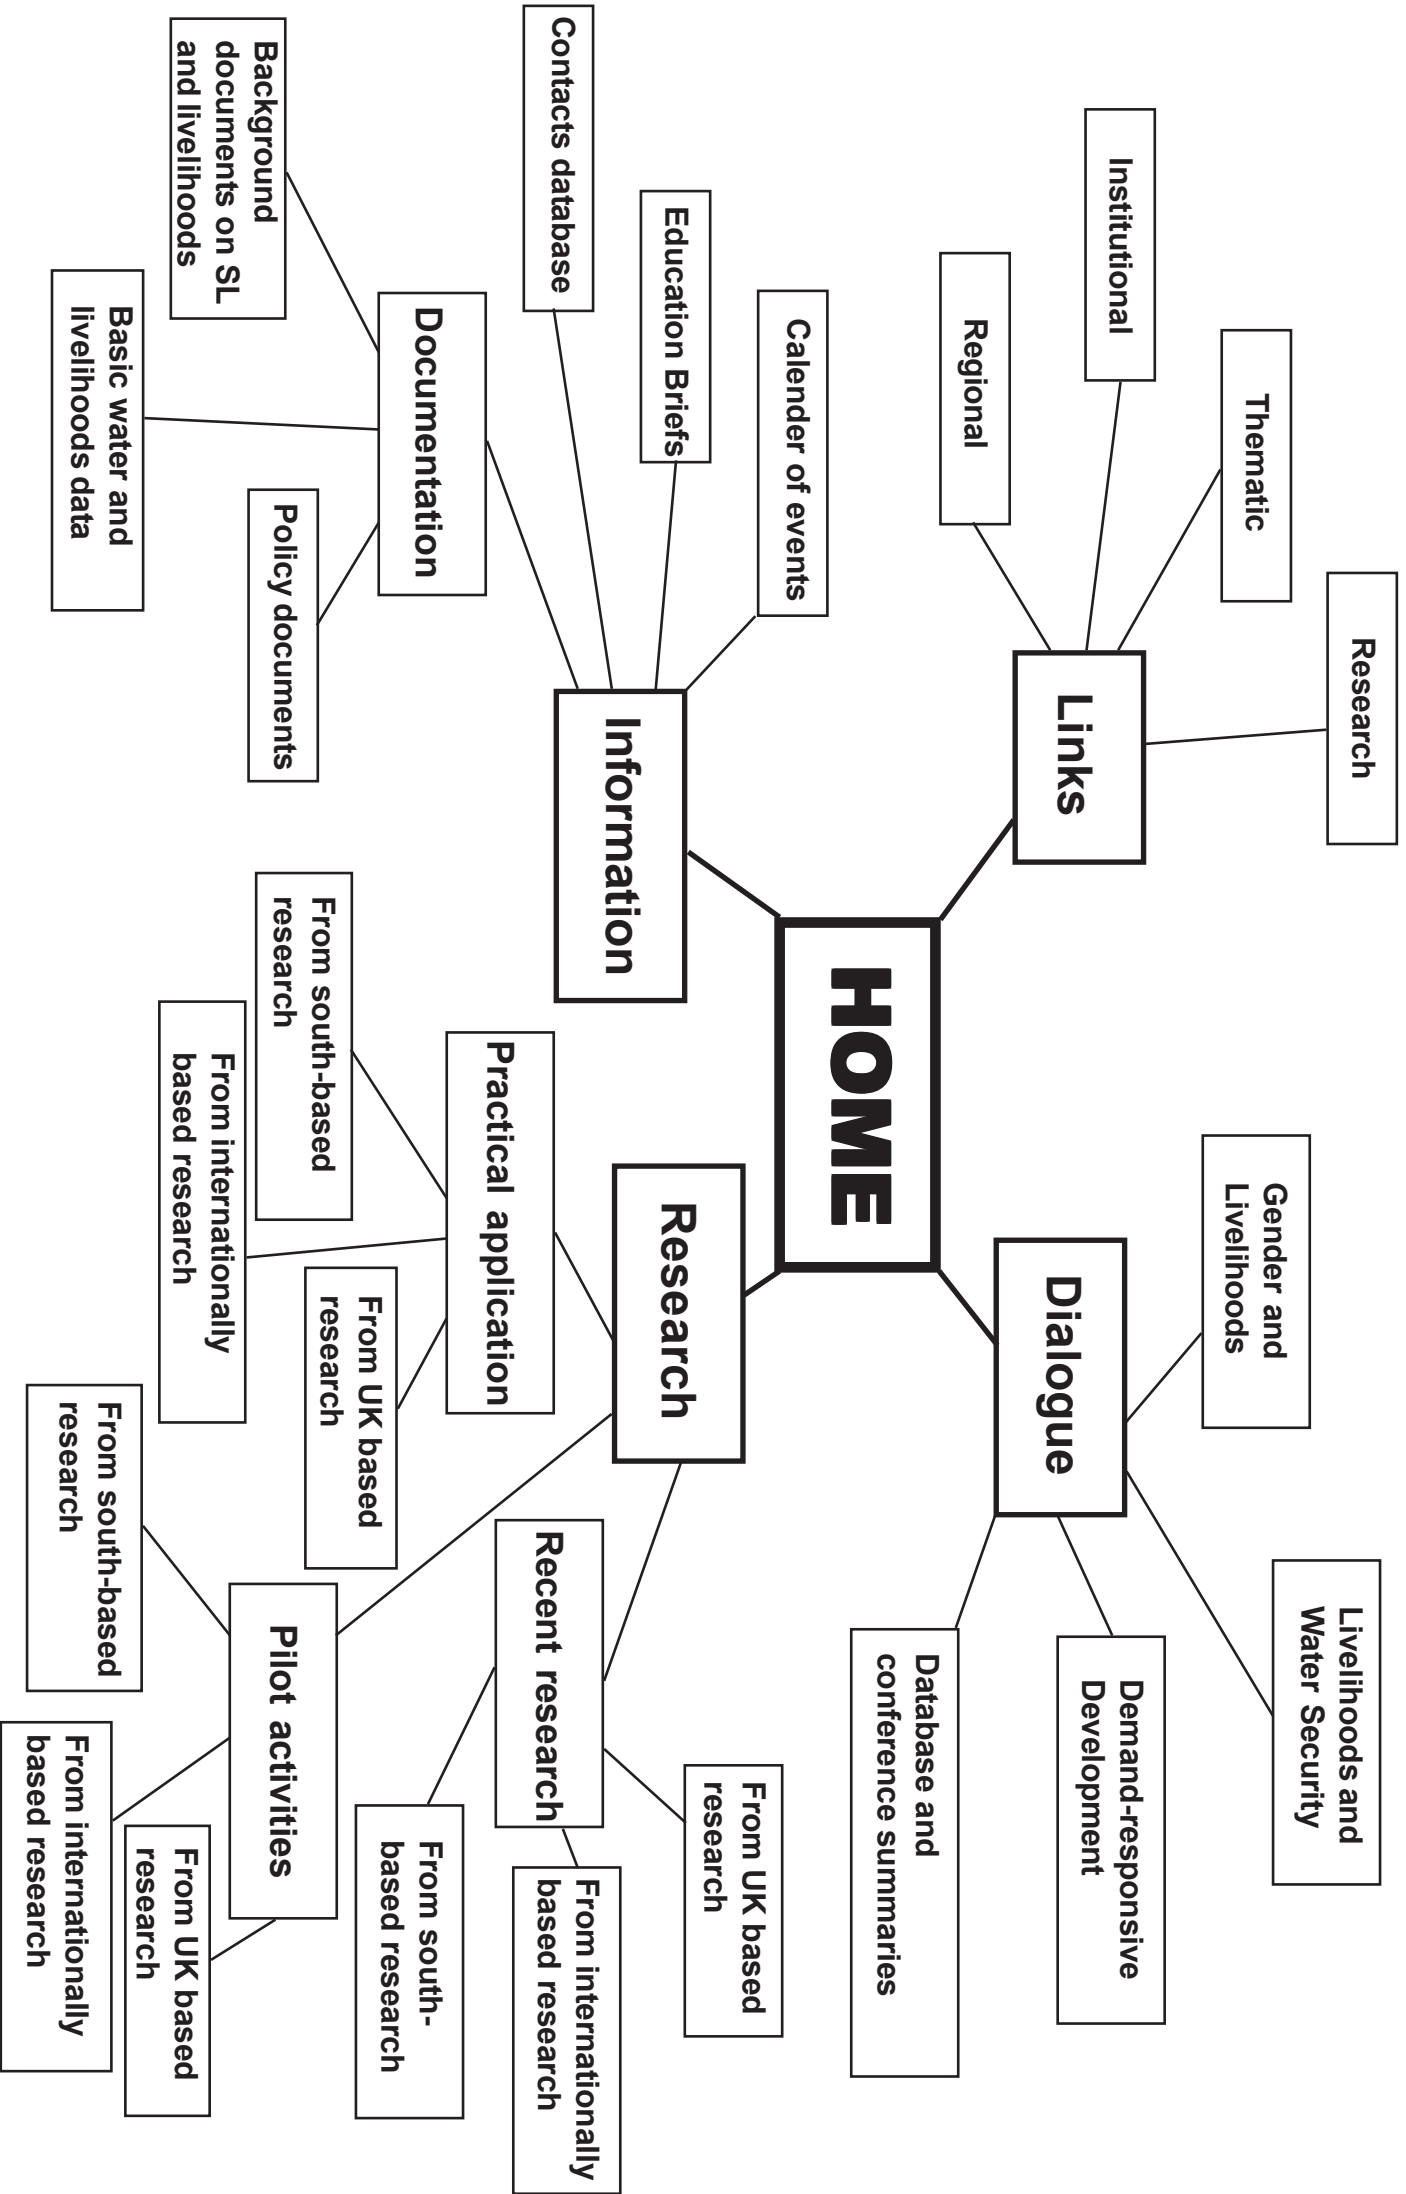 Research
Thematic
Institutional
Regional
Links
Livelihoods and
Water Security
Gender and
Livelihoods
Demand-responsive
Development
Dialogue
Database and
conference summaries
HOME
Calender of events
Education Briefs
Contacts database
Information
Documentation
Background
documents on SL
and livelihoods
Policy documents
Basic water and
livelihoods data
Research
Practical application
From south-based
research
From internationally
based research
From UK based
research
Recent research
From UK based
research
From internationally
based research
From south-
based research
Pilot activities
From south-based
research
From UK based
research
From internationally
based research